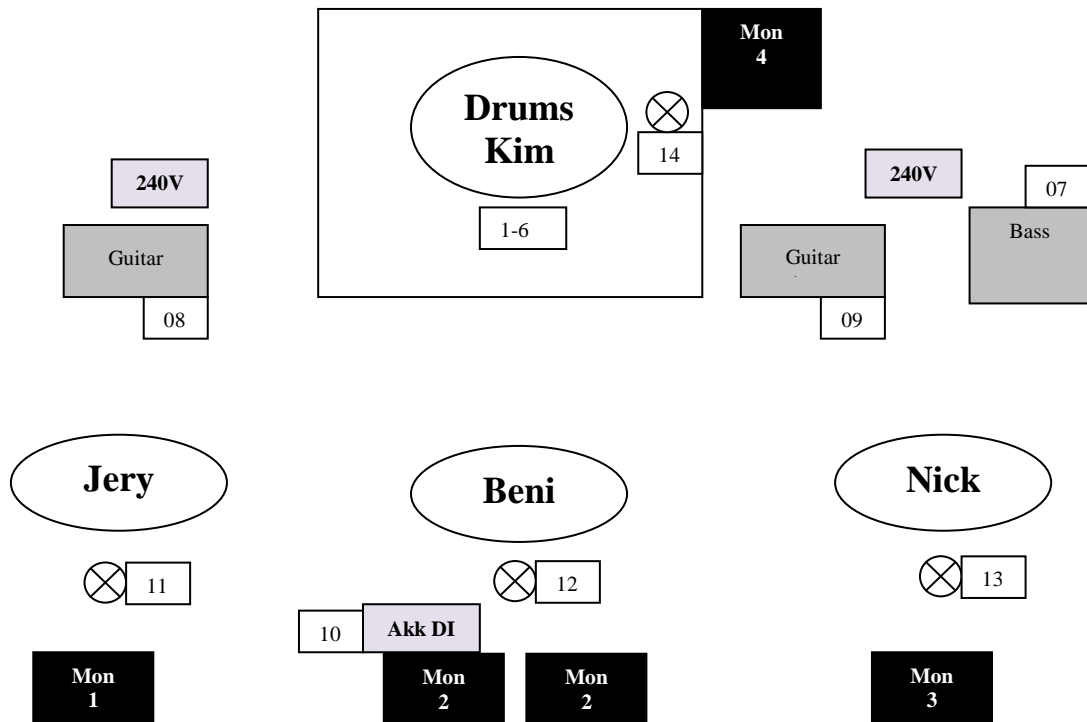 Mon
4
Drums
Kim
14
240V
240V
07
1-6
Guitar
Guitar
Bass
08
09
Jery
Beni
Nick
11
12
13
10
Akk DI
Mon
1
Mon
2
Mon
2
Mon
3